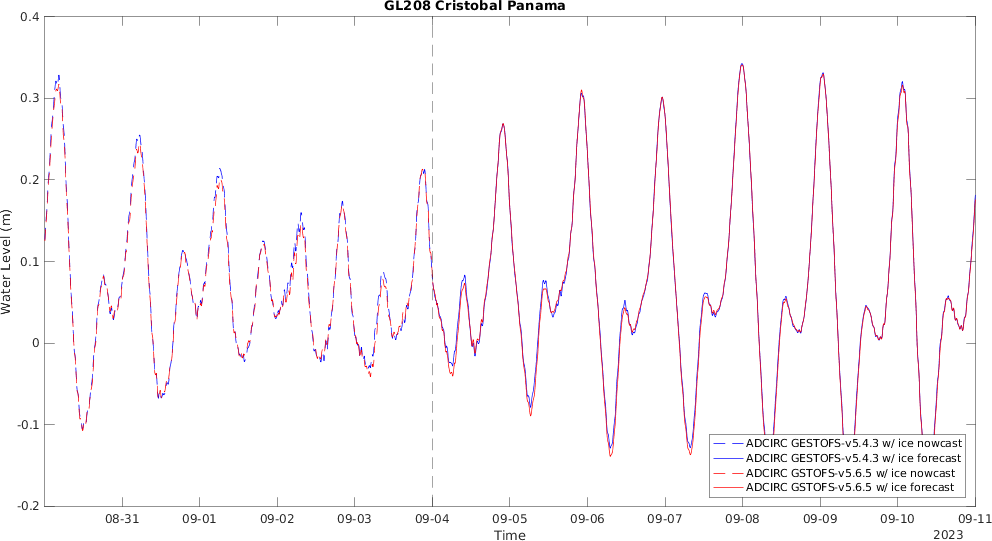 GL208 Cristobal Panama
0.4
0.3
0.2
0.1
0
-0.1
-0.2
Water Level (m)
ADCIRC GESTOFS-v5.4.3 w/ ice nowcast
ADCIRC GESTOFS-v5.4.3 w/ ice forecast
ADCIRC GSTOFS-v5.6.5 w/ ice nowcast
ADCIRC GSTOFS-v5.6.5 w/ ice forecast
08-31 09-01 09-02 09-03 09-04 09-05 09-06 09-07 09-08 09-09 09-10 09-11
Time
2023